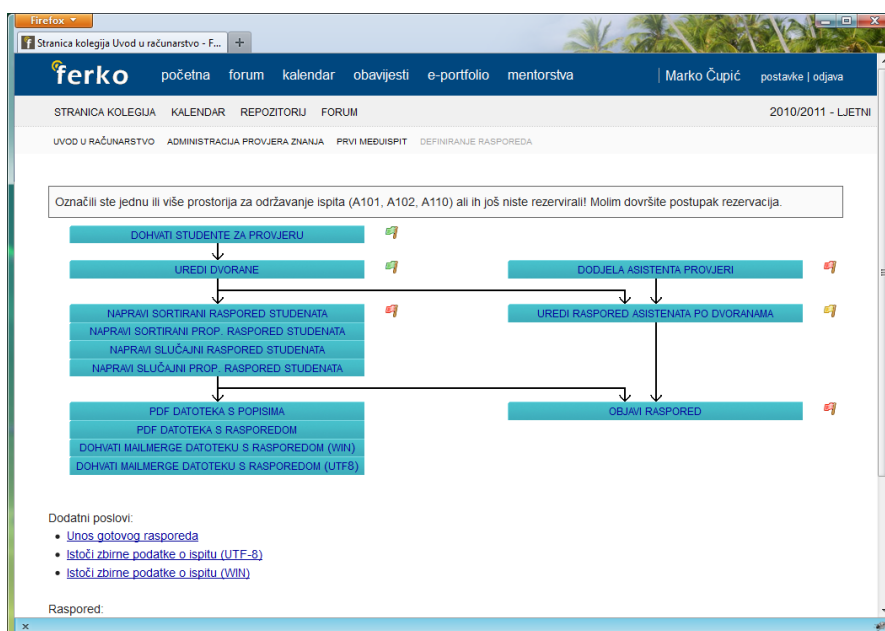 Firefox
Stranica kolegija Uvod u računarstvo - F...
ferko
početna forum kalendar obavijesti e-portfolio mentorstva | Marko Čupić postavke | odjava
STRANICA KOLEGIJA KALENDAR REPOZITORIJ FORUM 2010/2011 - LJETNI
UVOD U RAČUNARSTVO ADMINISTRACIJA PROVJERA ZNANJA PRVI MEĐUISPIT DEFINIRANJE RASPOREDA
Označili ste jednu ili više prostorija za održavanje ispita (A101, A102, A110) ali ih još niste rezervirali! Molim dovršite postupak rezervacija.
DOHVATI STUDENTE ZA PROVJERU
UREDI DVORANE
DODJELA ASISTENTA PROVJERI
NAPRAVI SORTIRANI RASPORED STUDENATA
UREDI RASPORED ASISTENATA PO DVORANAMA
NAPRAVI SORTIRANI PROP. RASPORED STUDENATA
NAPRAVI SLUČAJNI RASPORED STUDENATA
NAPRAVI SLUČAJNI PROP. RASPORED STUDENATA
PDF DATOTEKA S POPISIMA
OBJAVI RASPORED
PDF DATOTEKA S RASPOREDOM
DOHVATI MAILMERGE DATOTEKU S RASPOREDOM (WIN)
DOHVATI MAILMERGE DATOTEKU S RASPOREDOM (UTF8)
Dodatni poslovi:
Unos gotovog rasporeda
Istoči zbirne podatke o ispitu (UTF-8)
Istoči zbirne podatke o ispitu (WIN)
Raspored: